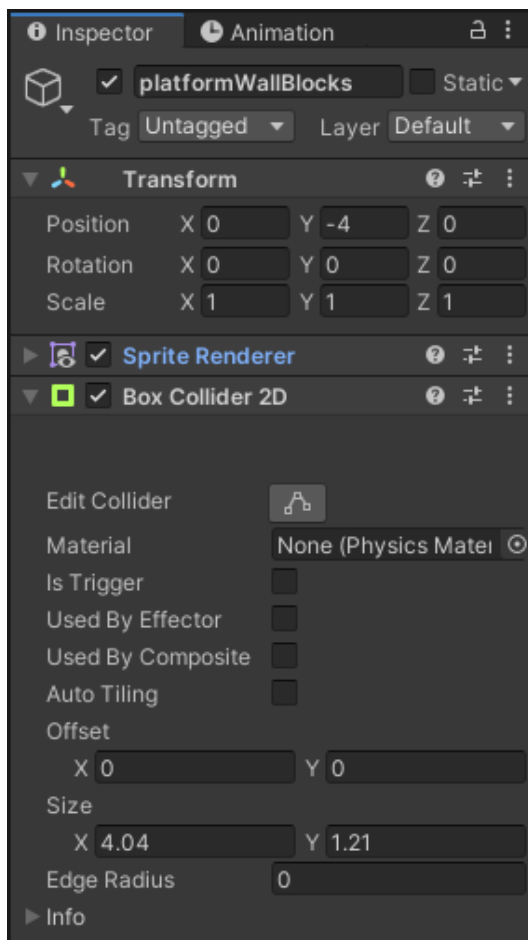 Inspector Animation
platformWallBlocks Static
Tag Untagged Layer Default
Transform
Position X 0 Y -4 Z 0
Rotation X 0 Y 0 Z 0
Scale X 1 Y 1 Z 1
Sprite Renderer
Box Collider 2D
Edit Collider
Material None (Physics Mater
Is Trigger
Used By Effector
Used By Composite
Auto Tiling
Offset
X 0 Y 0
Size
X 4.04 Y 1.21
Edge Radius 0
Info